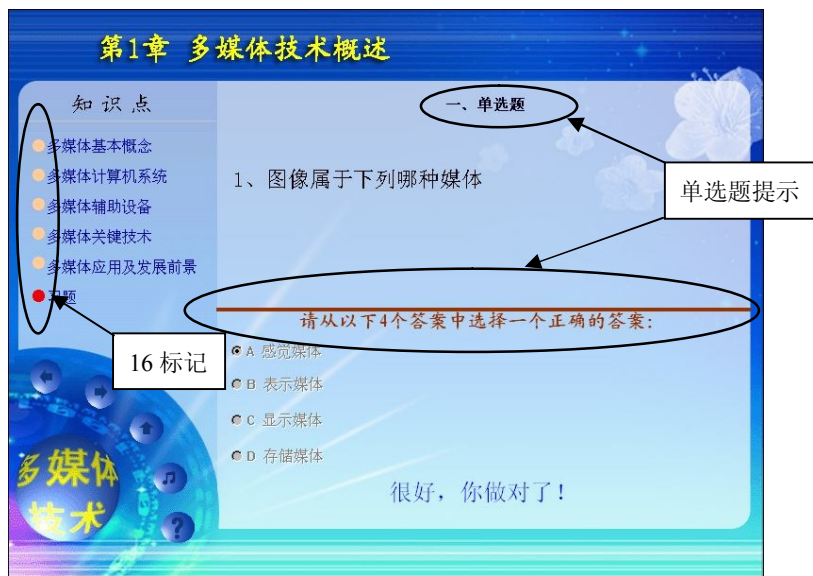 第1章 多媒体技术概述
知识点
多媒体基本概念
多媒体计算机系统
多媒体辅助设备
多媒体关键技术
多媒体应用及发展前景
习题
16 标记
一、单选题
单选题提示
1、图像属于下列哪种媒体
请从以下4个答案中选择一个正确的答案:
A 感觉媒体
B 表示媒体
C 显示媒体
D 存储媒体
很好，你做对了！
多媒体
技术
?